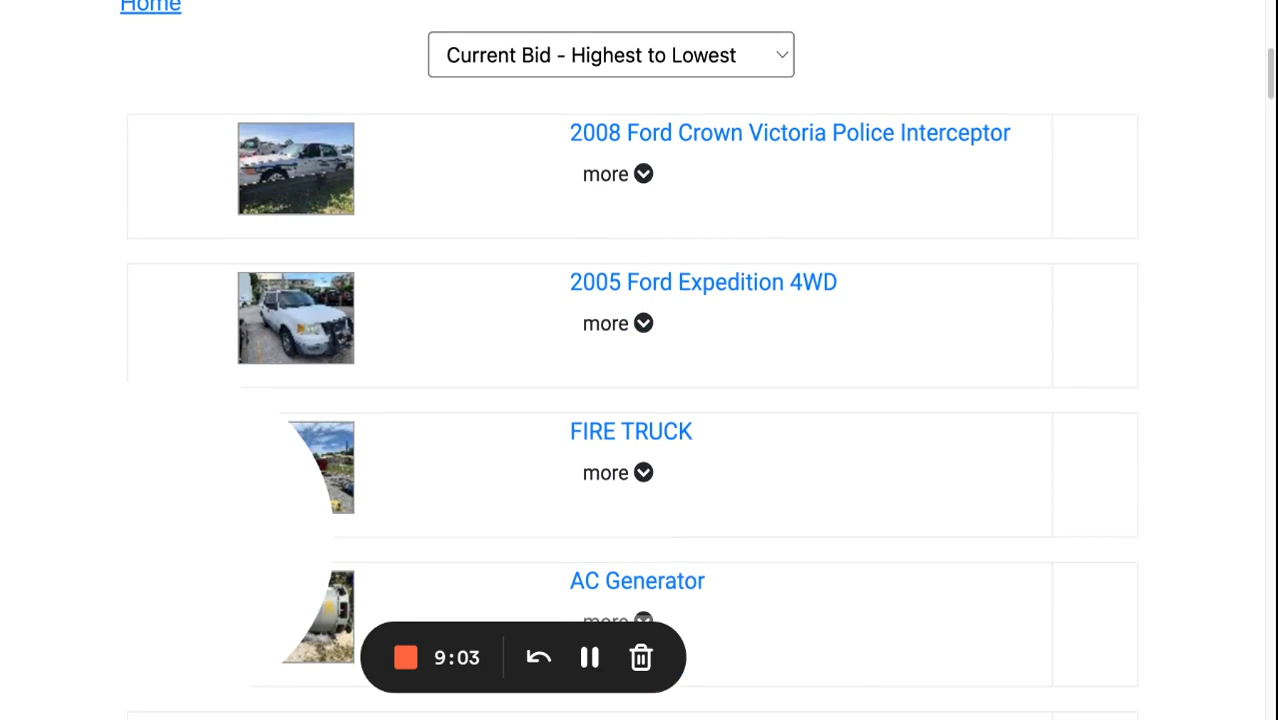 Home
Current Bid - Highest to Lowest
2008 Ford Crown Victoria Police Interceptor
more
2005 Ford Expedition 4WD
more
FIRE TRUCK
more
AC Generator
more
9:03